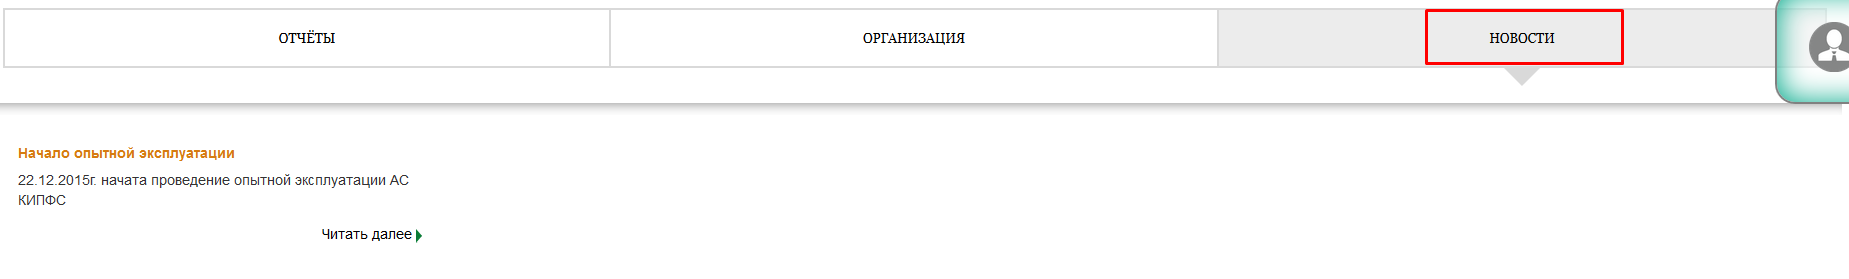 ОТЧЁТЫ
ОРГАНИЗАЦИЯ
НОВОСТИ
Начало опытной эксплуатации
22.12.2015г. начата проведение опытной эксплуатации АС
КИПФС
Читать далее